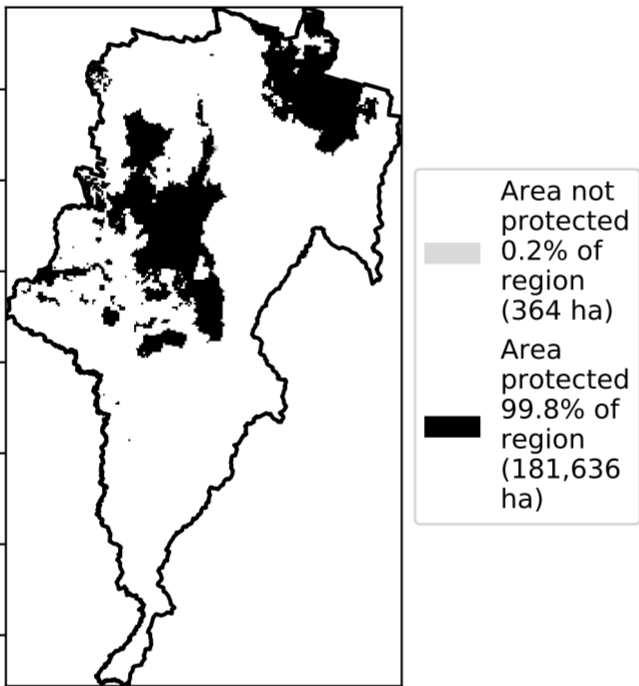 Area not
protected
0.2% of
region
(364 ha)
Area
protected
99.8% of
region
(181,636
ha)